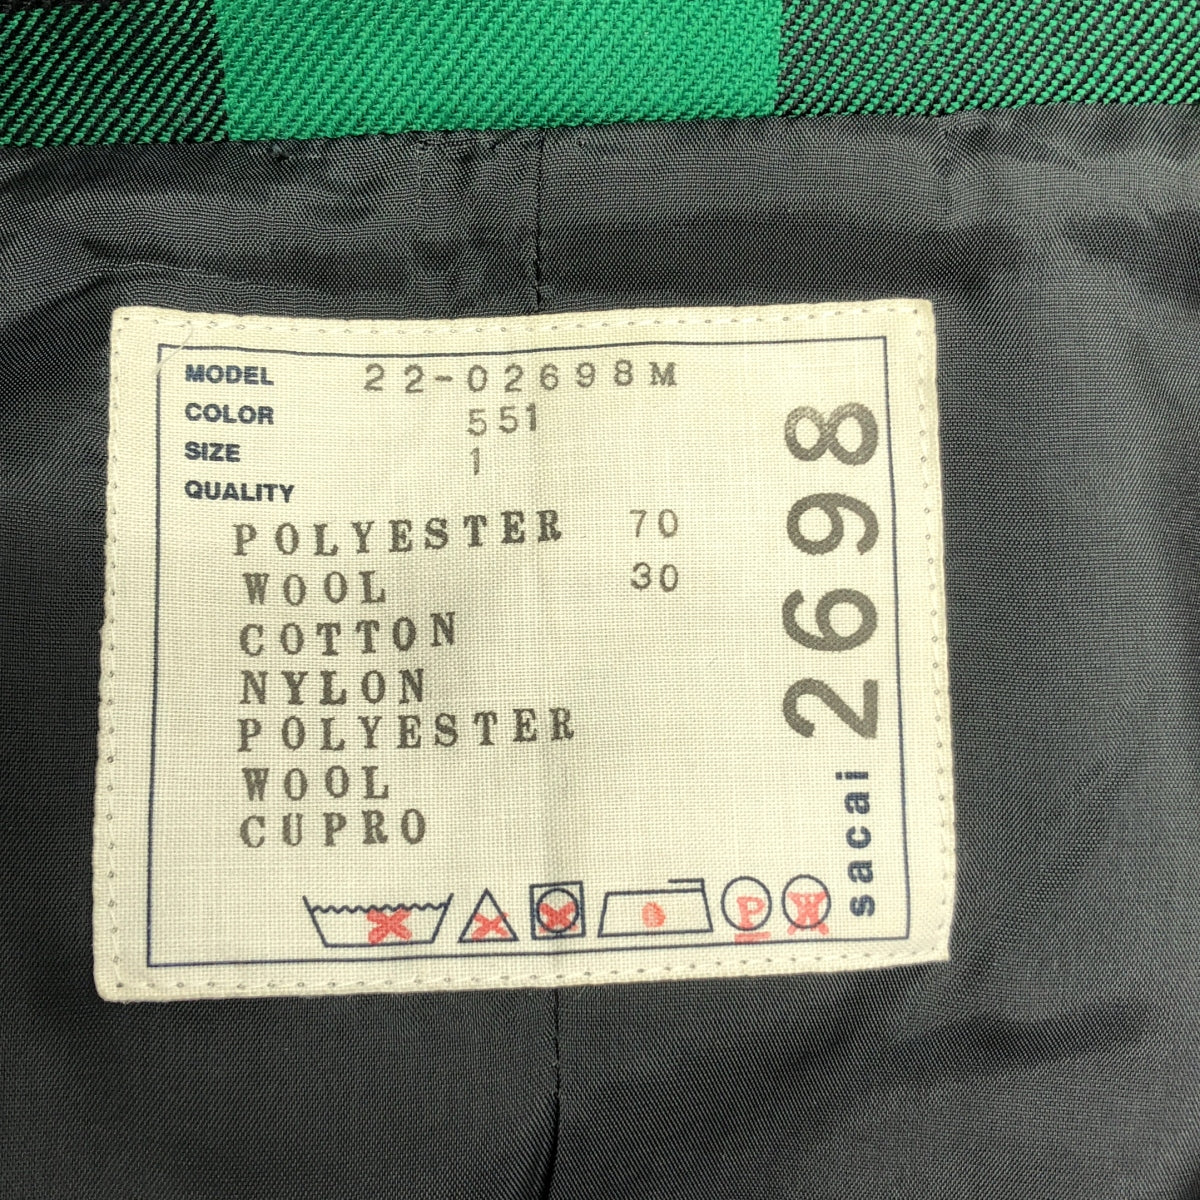 MODEL 22-02698M
COLOR 551
SIZE 1
QUALITY
POLYESTER 70
WOOL 30
COTTON
NYLON
POLYESTER
WOOL
CUPRO
P W
sacai 2698